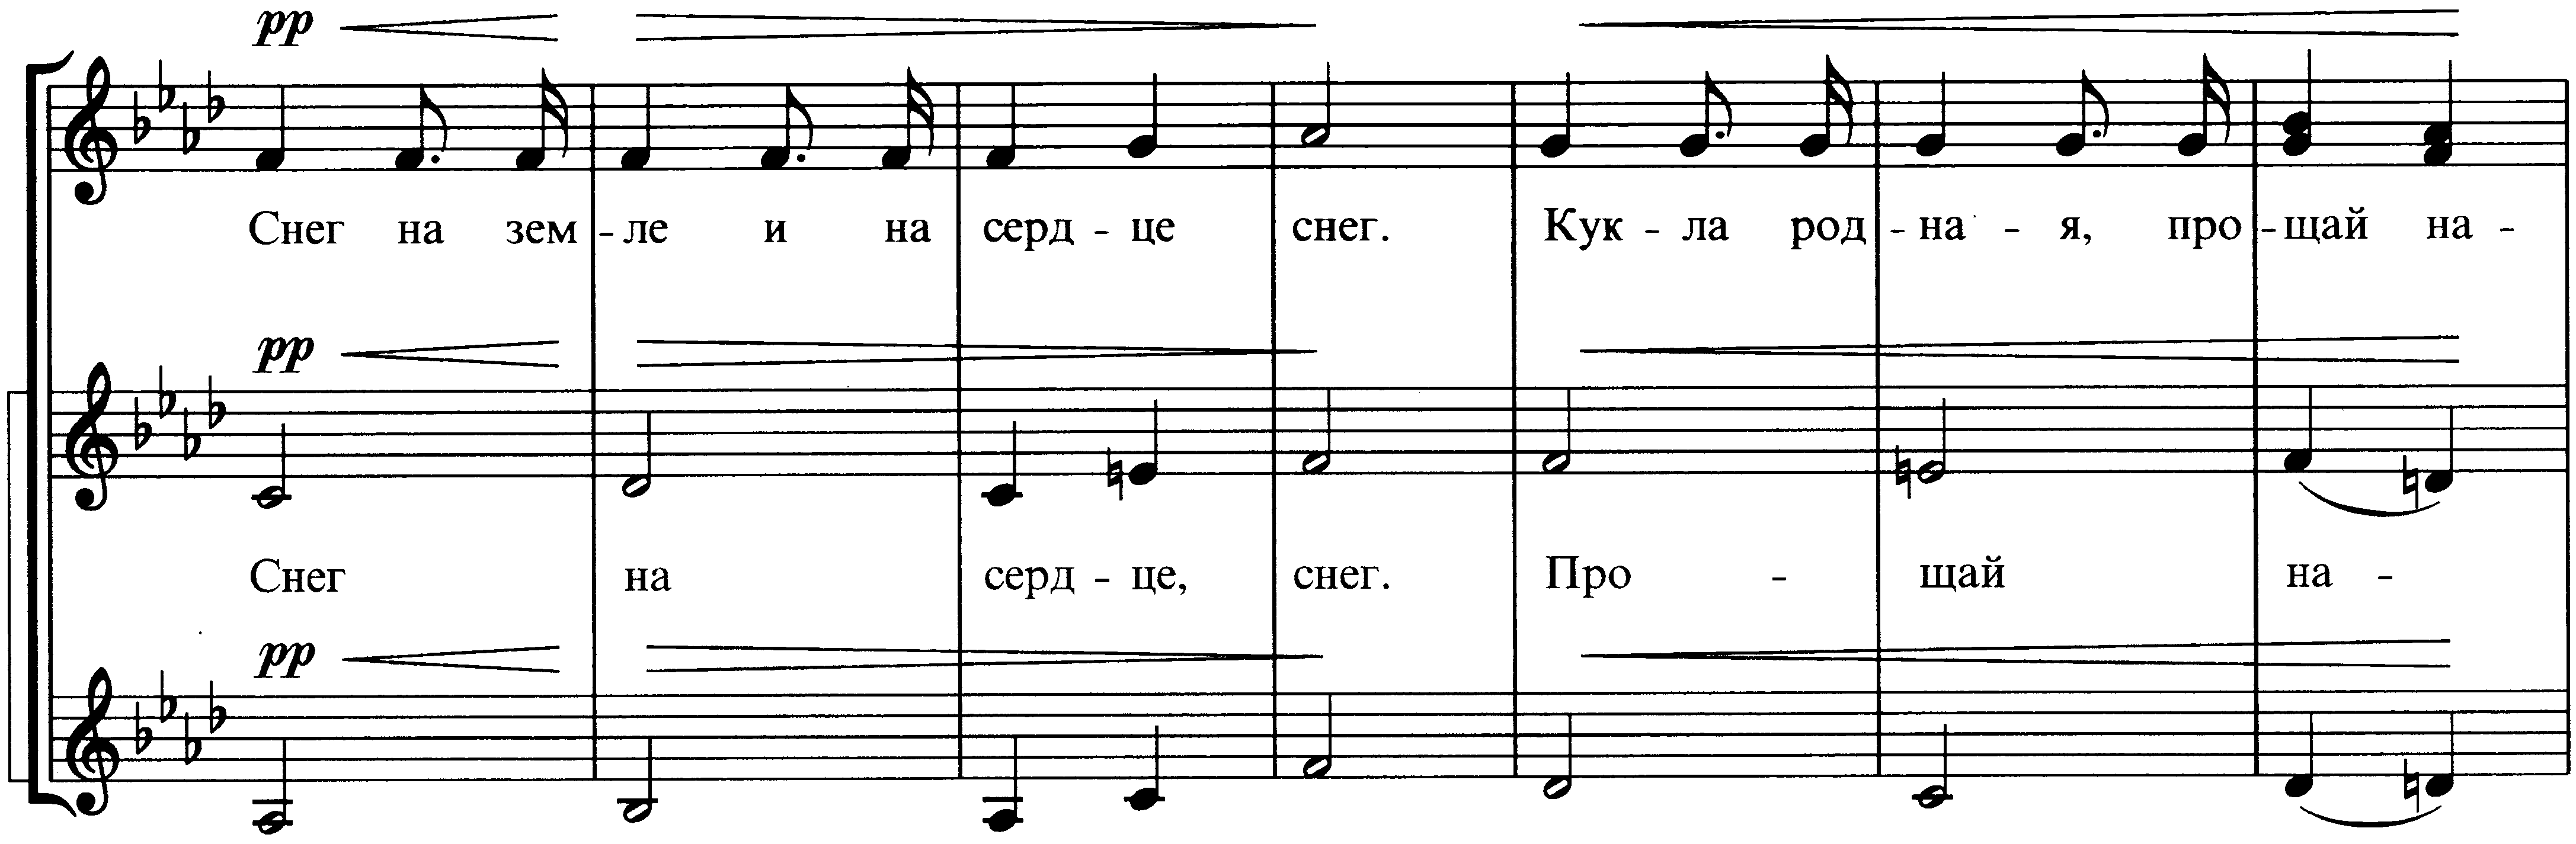 pp
Снег на зем - ле и на серд - це снег. Кук - ла род - на - я, про - щай на -
pp
Снег на серд - це, снег. Про - щай на -
pp